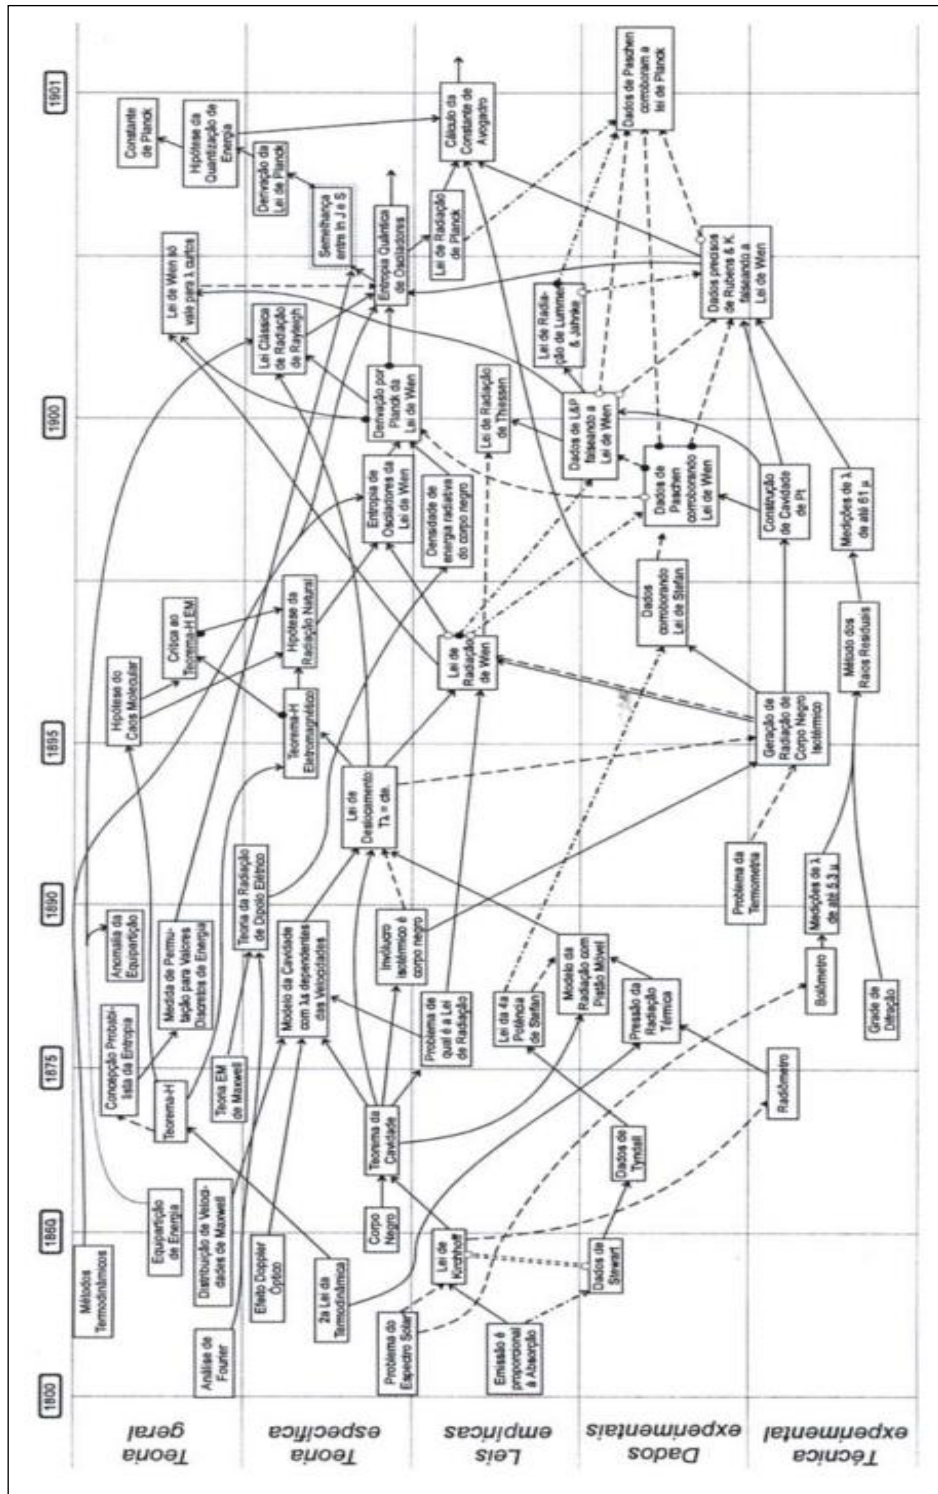 1800
1860
1875
1890
1895
1900
1901
Teoria
geral
Métodos
Termodinâmicos
Equipartição
de Energia
Concepção Probabi-
lista da Entropia
Anomalia da
Equipartição
Hipótese do
Caos Molecular
Lei de Wien só
vale para λ curtos
Constante
de Planck
Teorema-H
Medida de Permu-
tação para Valores
Discretos de Energia
Crítica ao
Teorema-H EM
Hipótese da
Quantização de
Energia
Distribuição de Veloci-
dades de Maxwell
Análise de
Fourier
Teoria
específica
Teoria EM
de Maxwell
Teoria da Radiação
de Dipolo Elétrico
Lei Clássica
de Radiação
de Rayleigh
Derivação da
Lei de Planck
Efeito Doppler
Óptico
Modelo da Cavidade
com λs dependentes
das Velocidades
Teorema-H
Eletromagnético
Hipótese da
Radiação Natural
Semelhança
entre ln J e S
2a Lei da
Termodinâmica
Corpo
Negro
Teorema da
Cavidade
Invólucro
isotérmico é
corpo negro
Lei de
Deslocamento
Tλ = cte.
Entropia de
Osciladores da
Lei de Wien
Derivação por
Planck da
Lei de Wien
Entropia Quântica
de Osciladores
Leis
empíricas
Problema do
Espectro Solar
Lei de
Kirchhoff
Problema de
qual é a Lei
de Radiação
Densidade de
energia radiativa
do corpo negro
Lei de Radiação
de Planck
Cálculo da
Constante de
Avogadro
Emissão é
proporcional
à Absorção
Lei da 4a
Potência
de Stefan
Lei de
Radiação
de Wien
Lei de Radiação
de Thiessen
Lei de Radia-
ção de Lummer
& Jahnke
Dados
experimentais
Dados de
Stewart
Dados de
Tyndall
Modelo da
Radiação com
Pistão Móvel
Pressão da
Radiação
Térmica
Dados
corroborando
Lei de Stefan
Dados de L&P
falseando a
Lei de Wien
Dados de
Paschen
corroborando
Lei de Wien
Dados de Paschen
corroboram a
lei de Planck
Dados precisos
de Rubens & K.
falseando a
Lei de Wien
Técnica
experimental
Radiômetro
Problema da
Termometria
Geração de
Radiação de
Corpo Negro
Isotérmico
Construção
de Cavidade
de Pt
Bolômetro
Medições de λ
de até 5,3 μ
Método dos
Raios Residuais
Medições de λ
de até 61 μ
Grade de
Difração